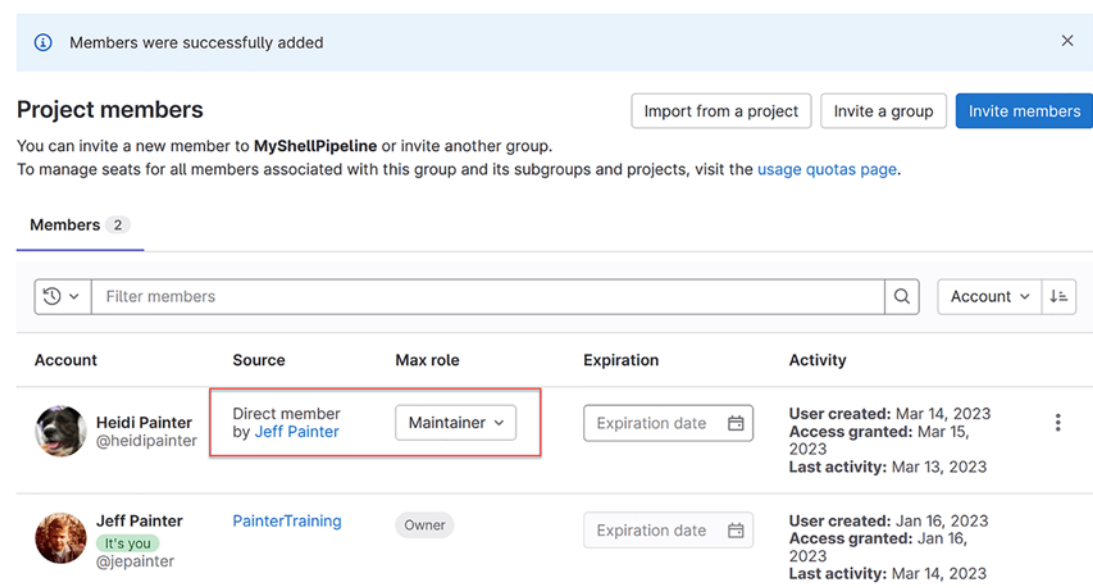 Members were successfully added
Project members
Import from a project
Invite a group
Invite members
You can invite a new member to MyShellPipeline or invite another group.
To manage seats for all members associated with this group and its subgroups and projects, visit the usage quotas page.
Members 2
Filter members
Account
Account Source Max role Expiration Activity
Heidi Painter
@heidipainter
Direct member
by Jeff Painter
Maintainer
Expiration date
User created: Mar 14, 2023
Access granted: Mar 15,
2023
Last activity: Mar 13, 2023
Jeff Painter
It's you
@jepainter
PainterTraining
Owner
Expiration date
User created: Jan 16, 2023
Access granted: Jan 16,
2023
Last activity: Mar 14, 2023